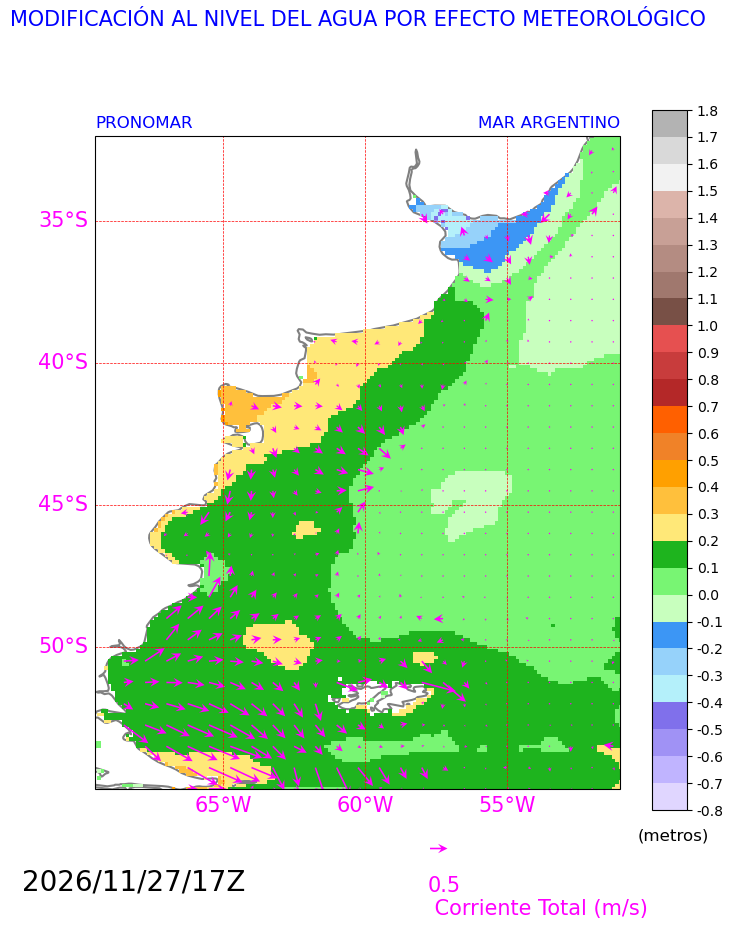 MODIFICACIÓN AL NIVEL DEL AGUA POR EFECTO METEOROLÓGICO
PRONOMAR MAR ARGENTINO
35°S
40°S
45°S
50°S
65°W 60°W 55°W
1.8
1.7
1.6
1.5
1.4
1.3
1.2
1.1
1.0
0.9
0.8
0.7
0.6
0.5
0.4
0.3
0.2
0.1
0.0
-0.1
-0.2
-0.3
-0.4
-0.5
-0.6
-0.7
-0.8
(metros)
2026/11/27/17Z
0.5
Corriente Total (m/s)